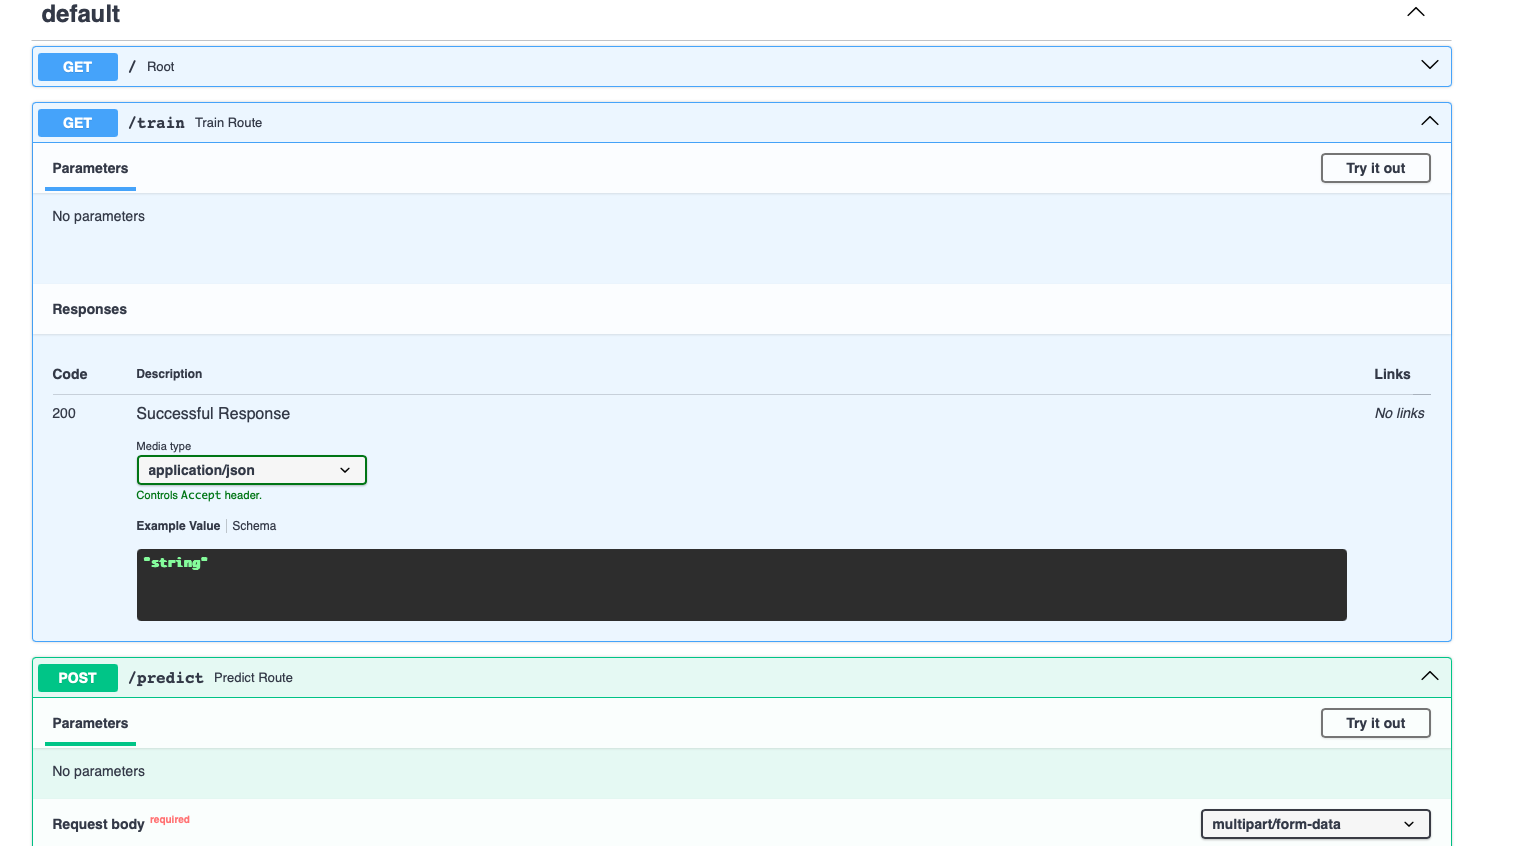 default
GET / Root
GET /train Train Route
Parameters Try it out
No parameters
Responses
Code Description Links
200 Successful Response No links
Media type
application/json
Controls Accept header.
Example Value Schema
"string"
POST /predict Predict Route
Parameters Try it out
No parameters
Request body required multipart/form-data